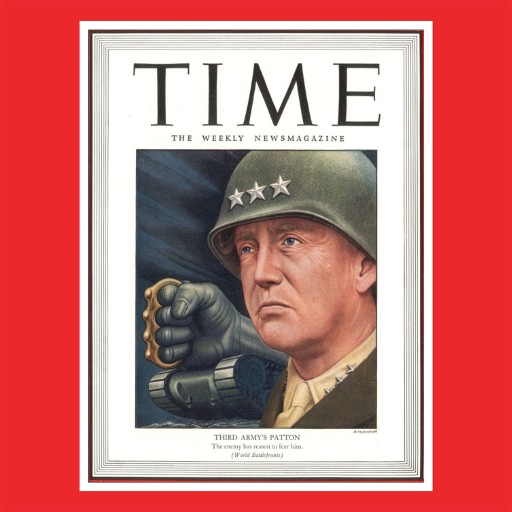 TIME
THE WEEKLY NEWSMAGAZINE
THIRD ARMY'S PATTON
The enemy has reason to fear him.
(World Battlefronts)